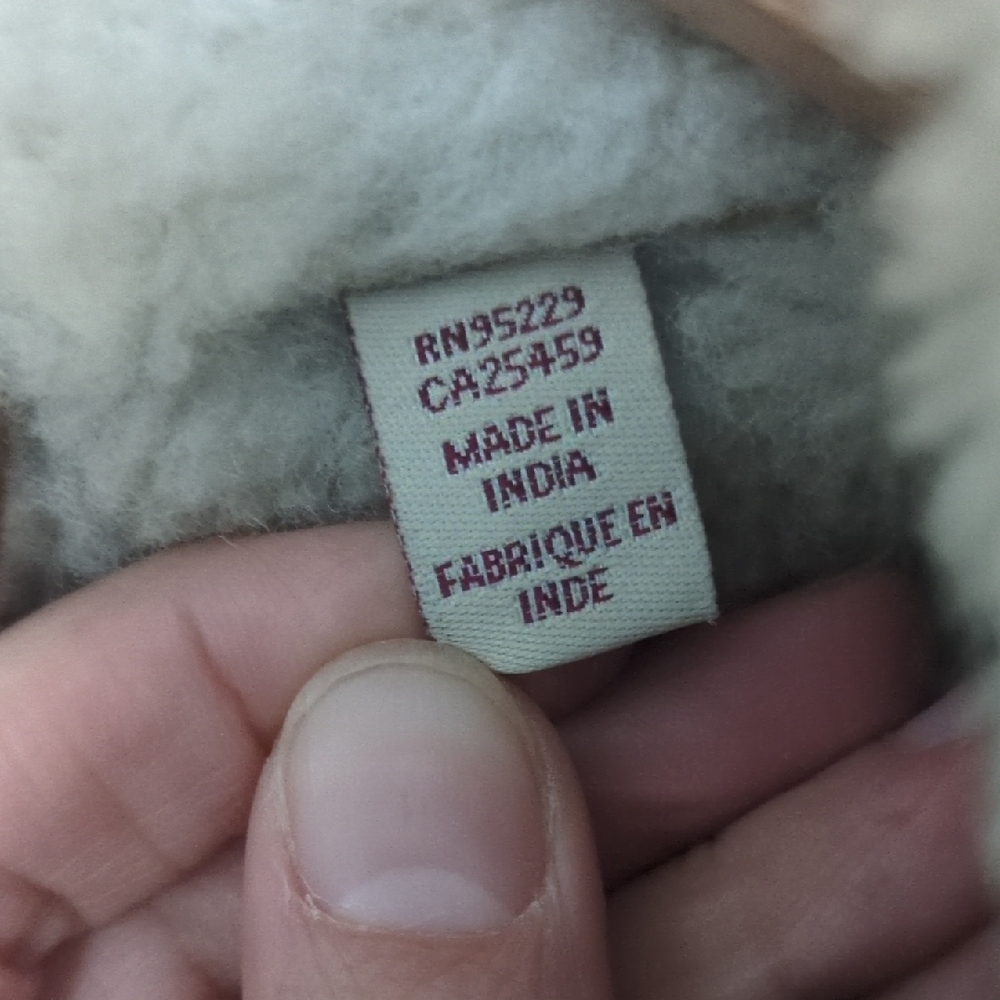 RN95229
CA25459
MADE IN
INDIA
FABRIQUE EN
INDE